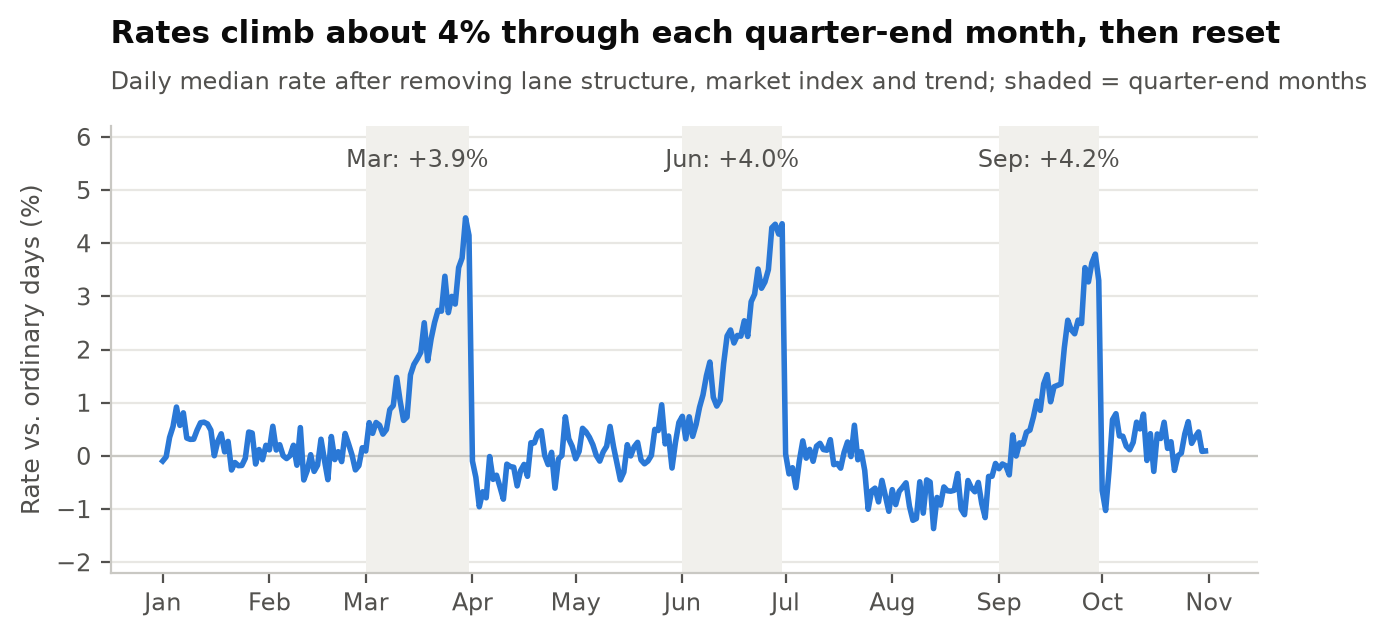 Rates climb about 4% through each quarter-end month, then reset
Daily median rate after removing lane structure, market index and trend; shaded = quarter-end months
Rate vs. ordinary days (%)
6
5
4
3
2
1
0
−1
−2
Mar: +3.9%
Jun: +4.0%
Sep: +4.2%
Jan
Feb
Mar
Apr
May
Jun
Jul
Aug
Sep
Oct
Nov